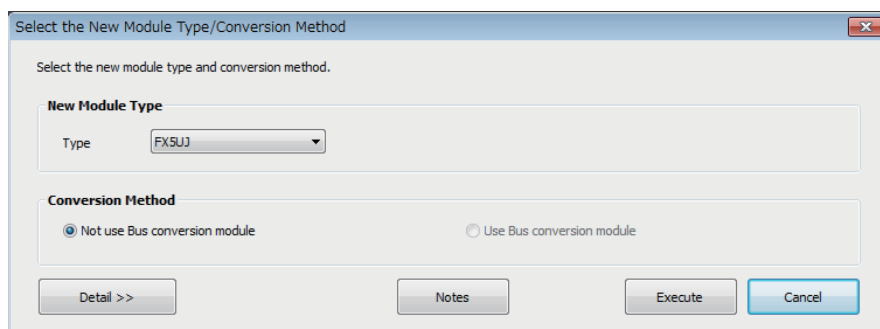 Select the New Module Type/Conversion Method
Select the new module type and conversion method.
New Module Type
Type FX5UJ
Conversion Method
Not use Bus conversion module Use Bus conversion module
Detail >> Notes Execute Cancel